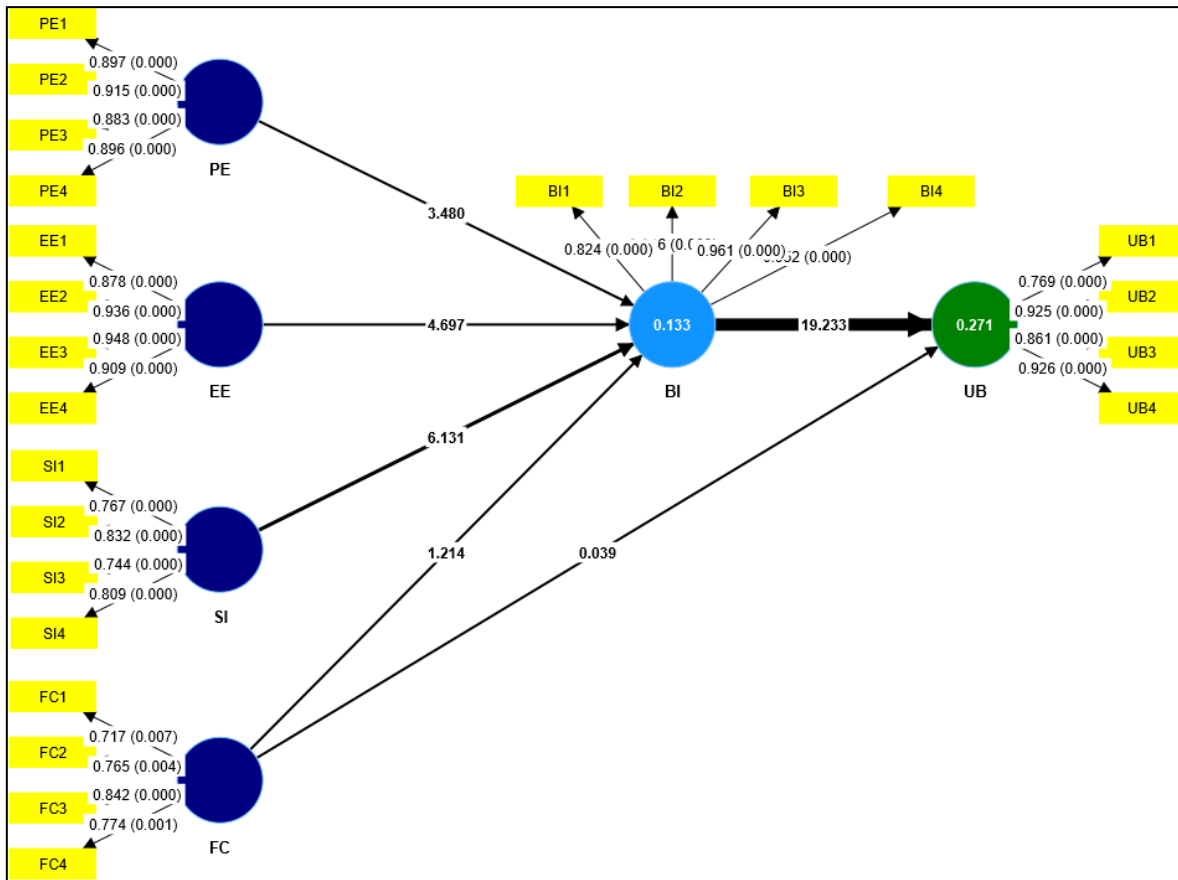 PE1
PE2
PE3
PE4
0.897 (0.000)
0.915 (0.000)
0.883 (0.000)
0.896 (0.000)
PE
EE1
EE2
EE3
EE4
0.878 (0.000)
0.936 (0.000)
0.948 (0.000)
0.909 (0.000)
EE
SI1
SI2
SI3
SI4
0.767 (0.000)
0.832 (0.000)
0.744 (0.000)
0.809 (0.000)
SI
FC1
FC2
FC3
FC4
0.717 (0.007)
0.765 (0.004)
0.842 (0.000)
0.774 (0.001)
FC
3.480
4.697
6.131
1.214
0.039
BI1
BI2
BI3
BI4
0.824 (0.000)
0.961 (0.000)
(0.000)
0.133
BI
19.233
0.271
UB
UB1
UB2
UB3
UB4
0.769 (0.000)
0.925 (0.000)
0.861 (0.000)
0.926 (0.000)